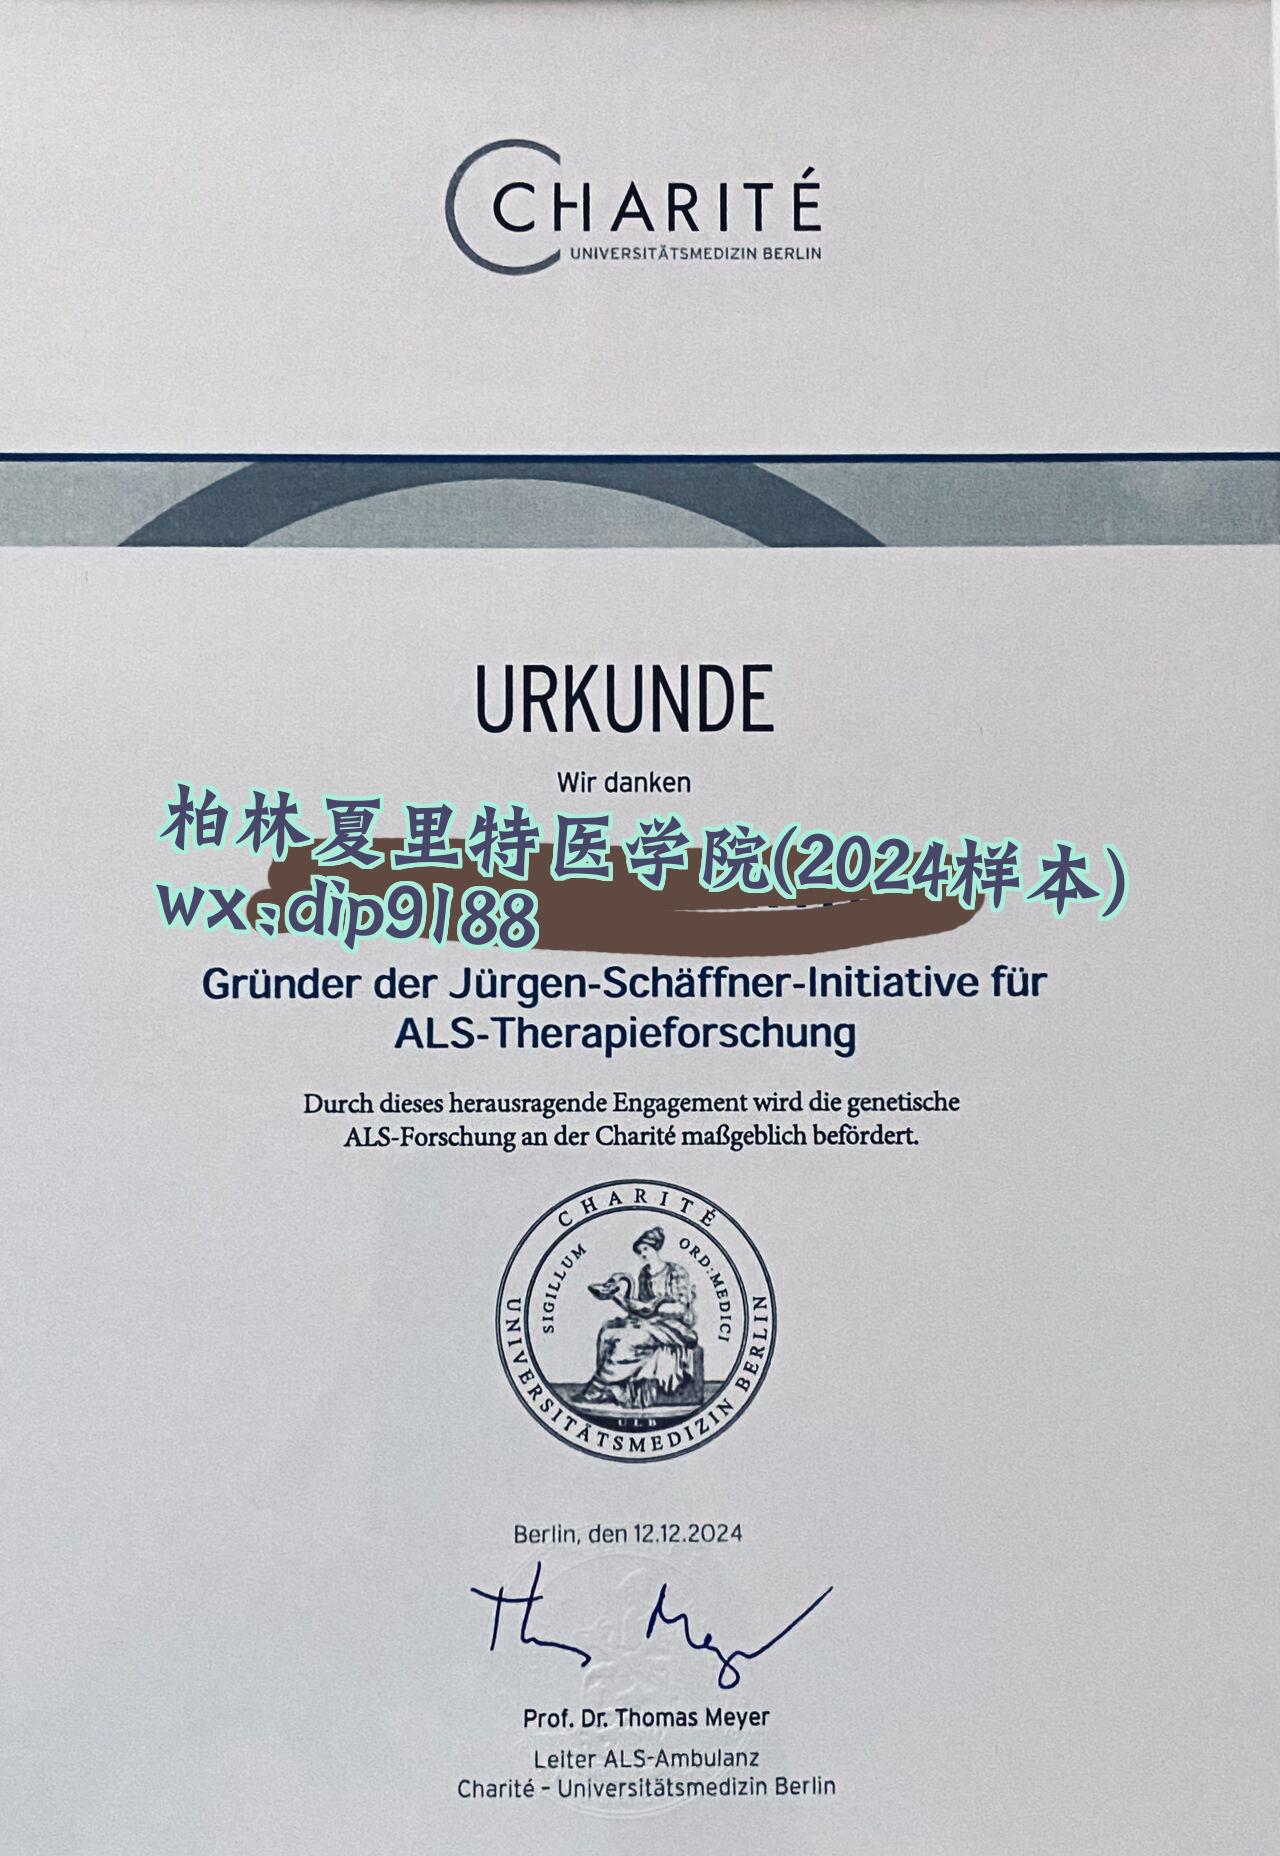 CHARITÉ
UNIVERSITÄTSMEDIZIN BERLIN
URKUNDE
Wir danken
柏林夏里特医学院(2024样本)
wx:dip9188
Gründer der Jürgen-Schäffner-Initiative für
ALS-Therapieforschung
Durch dieses herausragende Engagement wird die genetische
ALS-Forschung an der Charité maßgeblich befördert.
CHARITÉ
UNIVERSITÄTSMEDIZIN BERLIN
SIGILLUM
ORD:MEDICI
ULB
Berlin, den 12.12.2024
Prof. Dr. Thomas Meyer
Leiter ALS-Ambulanz
Charité - Universitätsmedizin Berlin